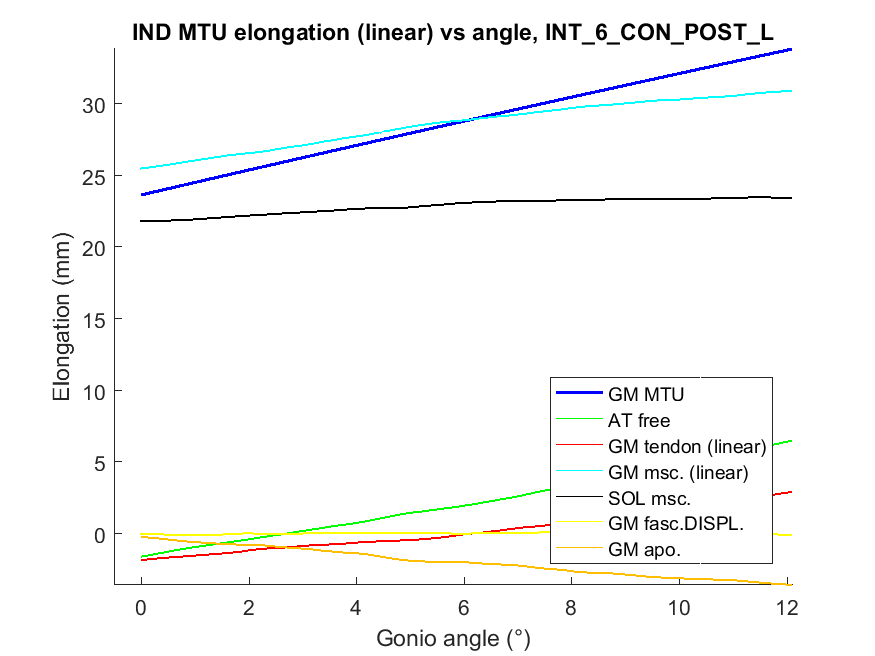 IND MTU elongation (linear) vs angle, INT_6_CON_POST_L
Elongation (mm)
30
25
20
15
10
5
0
GM MTU
AT free
GM tendon (linear)
GM msc. (linear)
SOL msc.
GM fasc.DISPL.
GM apo.
0 2 4 6 8 10 12
Gonio angle (°)